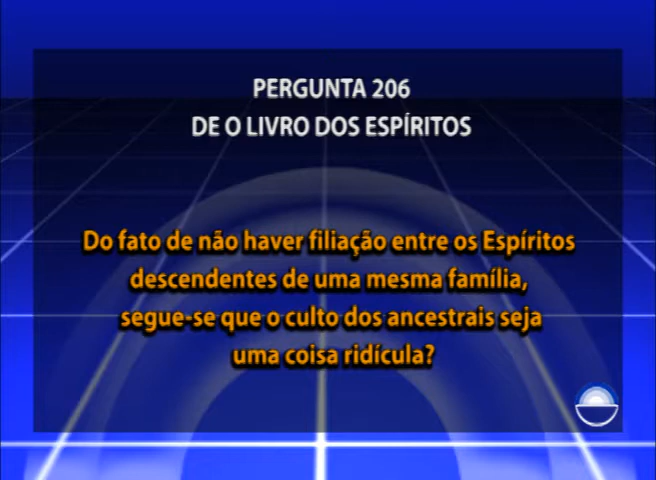 PERGUNTA 206
DE O LIVRO DOS ESPÍRITOS
Do fato de não haver filiação entre os Espíritos
descendentes de uma mesma família,
segue-se que o culto dos ancestrais seja
uma coisa ridícula?